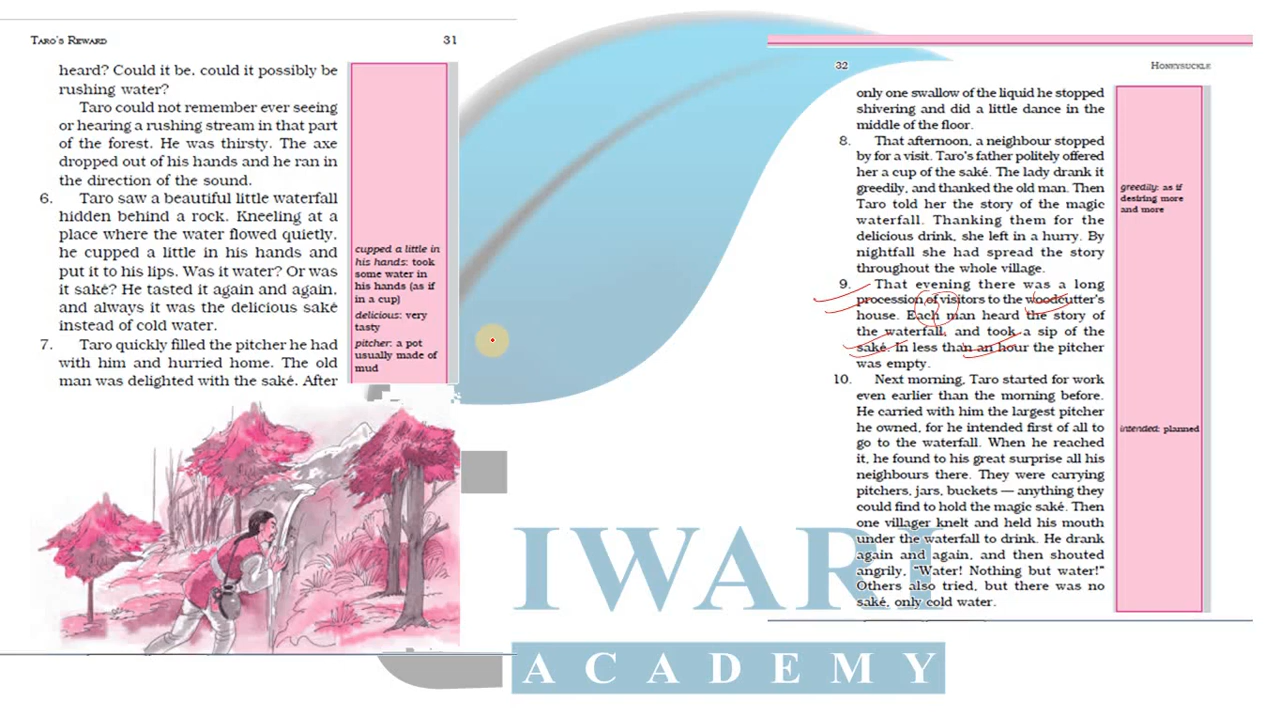 TARO'S REWARD
31
heard? Could it be, could it possibly be
rushing water?
Taro could not remember ever seeing
or hearing a rushing stream in that part
of the forest. He was thirsty. The axe
dropped out of his hands and he ran in
the direction of the sound.
6. Taro saw a beautiful little waterfall
hidden behind a rock. Kneeling at a
place where the water flowed quietly,
he cupped a little in his hands and
put it to his lips. Was it water? Or was
it saké? He tasted it again and again,
and always it was the delicious saké
instead of cold water.
7. Taro quickly filled the pitcher he had
with him and hurried home. The old
man was delighted with the saké. After
cupped a little in
his hands: took
some water in
his hands (as if
in a cup)
delicious: very
tasty
pitcher: a pot
usually made of
mud
32
HONEYSUCKLE
only one swallow of the liquid he stopped
shivering and did a little dance in the
middle of the floor.
8. That afternoon, a neighbour stopped
by for a visit. Taro's father politely offered
her a cup of the saké. The lady drank it
greedily, and thanked the old man. Then
Taro told her the story of the magic
waterfall. Thanking them for the
delicious drink, she left in a hurry. By
nightfall she had spread the story
throughout the whole village.
9. That evening there was a long
procession of visitors to the woodcutter's
house. Each man heard the story of
the waterfall, and took a sip of the
saké. In less than an hour the pitcher
was empty.
10. Next morning, Taro started for work
even earlier than the morning before.
He carried with him the largest pitcher
he owned, for he intended first of all to
go to the waterfall. When he reached
it, he found to his great surprise all his
neighbours there. They were carrying
pitchers, jars, buckets — anything they
could find to hold the magic saké. Then
one villager knelt and held his mouth
under the waterfall to drink. He drank
again and again, and then shouted
angrily, “Water! Nothing but water!”
Others also tried, but there was no
saké, only cold water.
greedily: as if
desiring more
and more
intended: planned
IWARI
ACADEMY